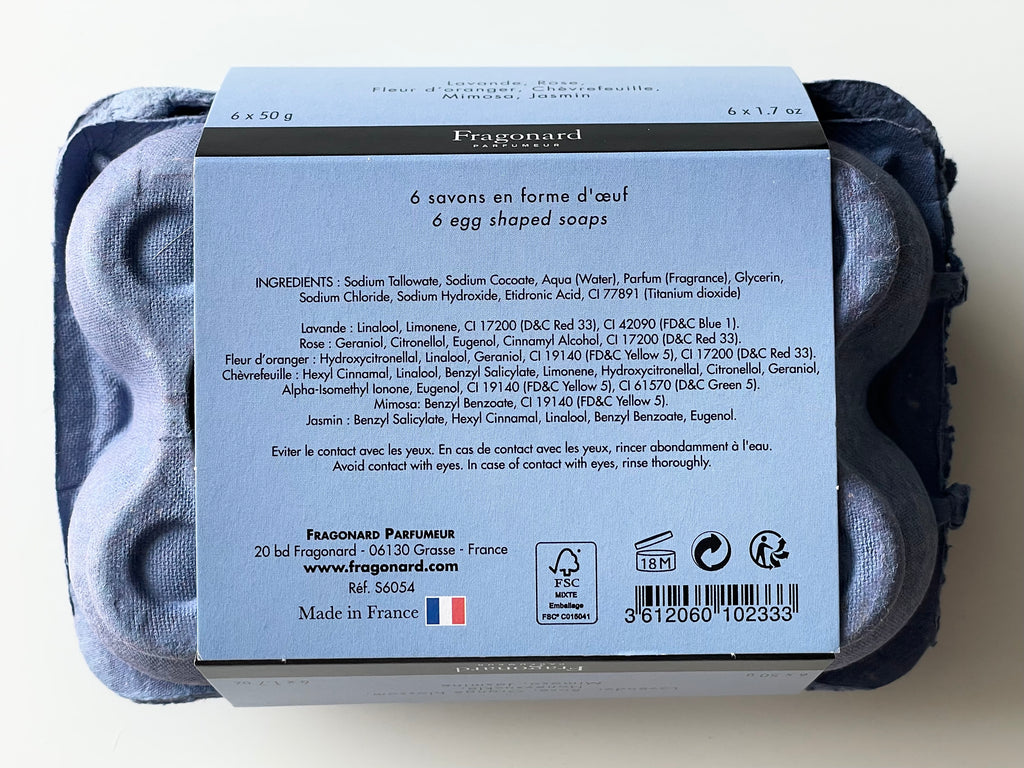 Lavande, Rose,
Fleur d'oranger, Chèvrefeuille,
Mimosa, Jasmin
6 x 50 g
6 x 1.7 oz
Fragonard
PARFUMEUR
6 savons en forme d'œuf
6 egg shaped soaps
INGREDIENTS : Sodium Tallowate, Sodium Cocoate, Aqua (Water), Parfum (Fragrance), Glycerin,
Sodium Chloride, Sodium Hydroxide, Etidronic Acid, CI 77891 (Titanium dioxide)
Lavande : Linalool, Limonene, CI 17200 (D&C Red 33), CI 42090 (FD&C Blue 1).
Rose : Geraniol, Citronellol, Eugenol, Cinnamyl Alcohol, CI 17200 (D&C Red 33).
Fleur d'oranger : Hydroxycitronellal, Linalool, Geraniol, CI 19140 (FD&C Yellow 5), CI 17200 (D&C Red 33).
Chèvrefeuille : Hexyl Cinnamal, Linalool, Benzyl Salicylate, Limonene, Hydroxycitronellal, Citronellol, Geraniol,
Alpha-Isomethyl Ionone, Eugenol, CI 19140 (FD&C Yellow 5), CI 61570 (D&C Green 5).
Mimosa: Benzyl Benzoate, CI 19140 (FD&C Yellow 5).
Jasmin : Benzyl Salicylate, Hexyl Cinnamal, Linalool, Benzyl Benzoate, Eugenol.
Eviter le contact avec les yeux. En cas de contact avec les yeux, rincer abondamment à l'eau.
Avoid contact with eyes. In case of contact with eyes, rinse thoroughly.
FRAGONARD PARFUMEUR
20 bd Fragonard - 06130 Grasse - France
www.fragonard.com
Réf. S6054
Made in France
FSC
MIXTE
Emballage
FSC® C015041
18M
3 612060 102333
Fragonard
PARFUMEUR
6 x 50 g
6 x 1.7 oz